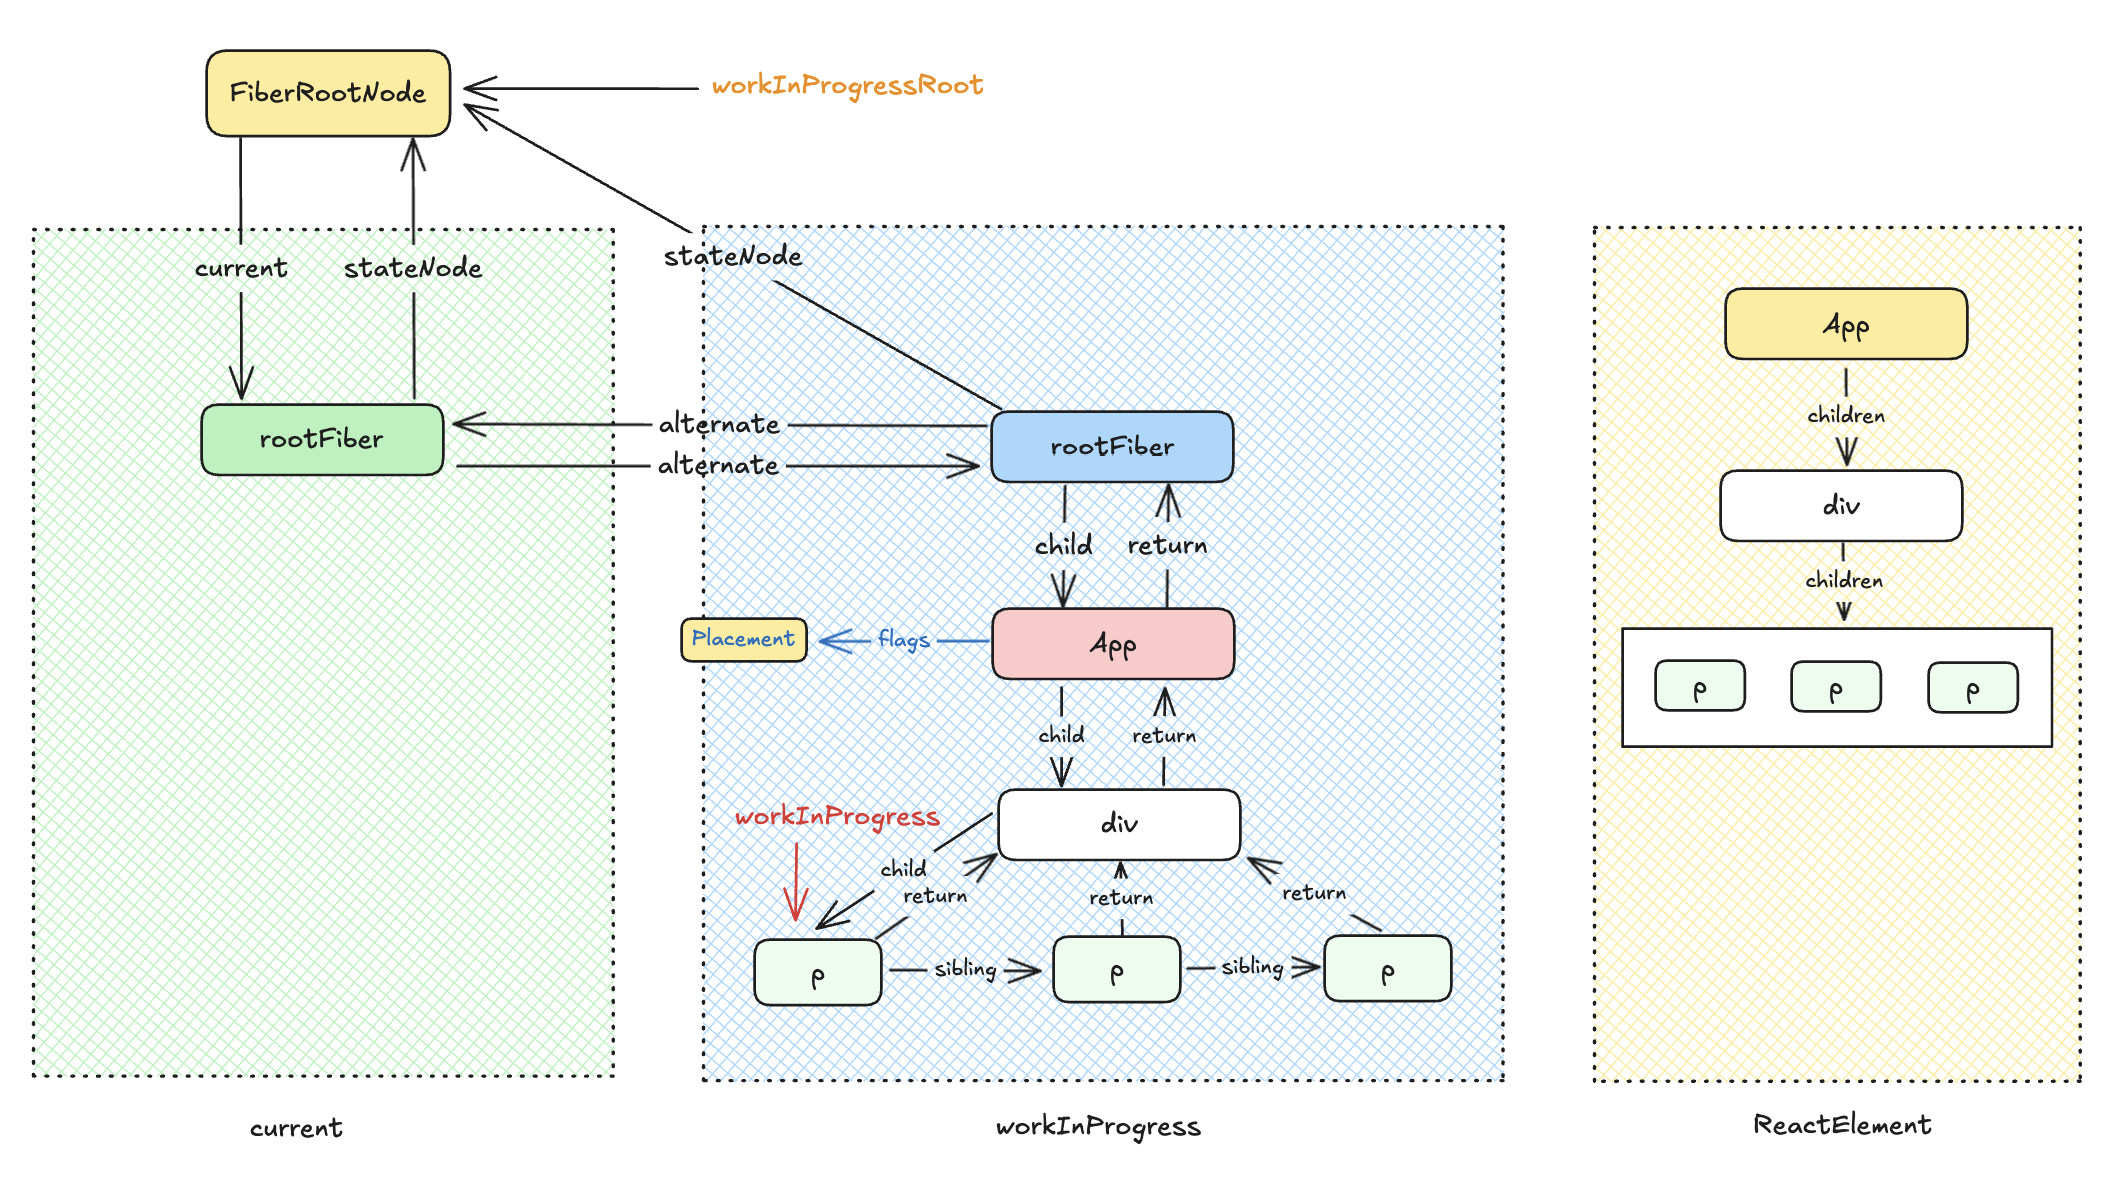 FiberRootNode
workInProgressRoot
current
stateNode
stateNode
rootFiber
alternate
alternate
rootFiber
child
return
Placement
flags
App
child
return
workInProgress
div
child
return
return
return
p
sibling
p
sibling
p
App
children
div
children
p
p
p
current
workInProgress
ReactElement